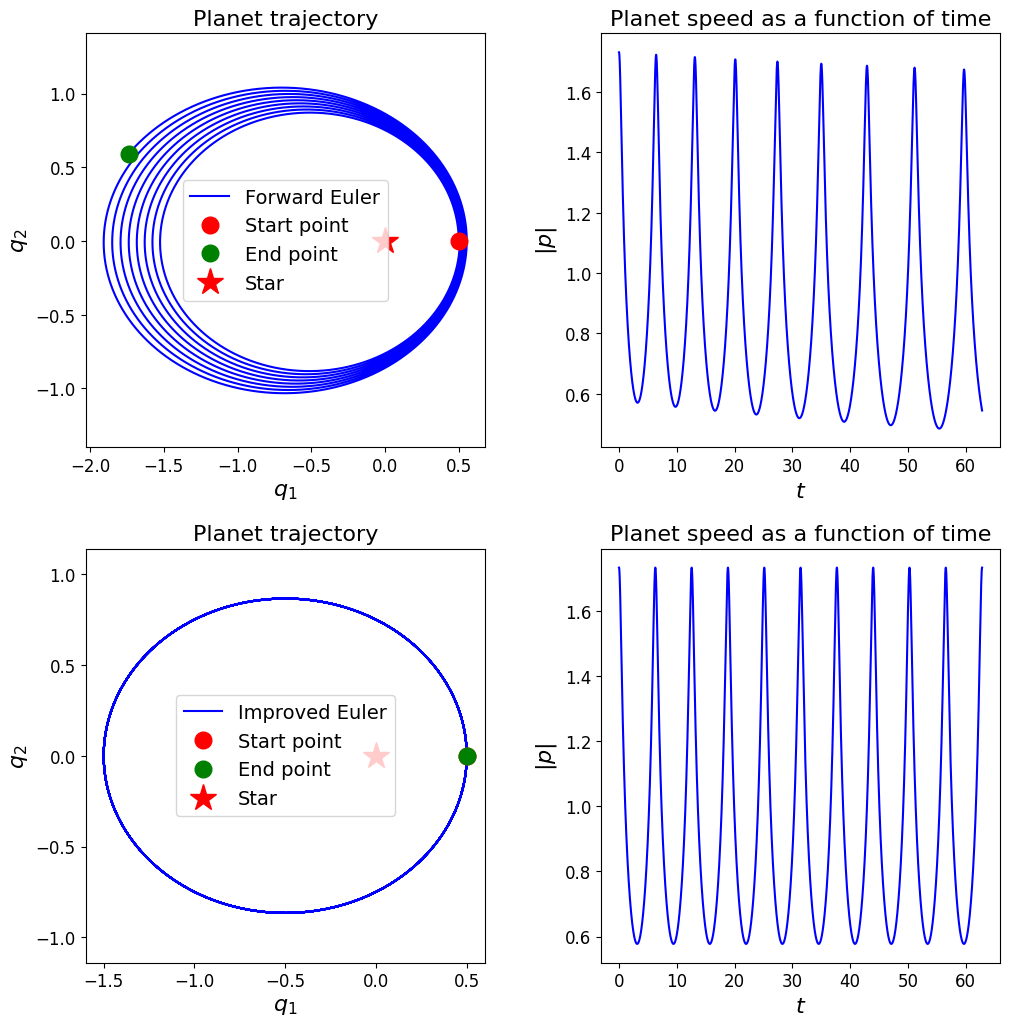 Planet trajectory
q₂
1.0
0.5
0.0
−0.5
−1.0
Forward Euler
Start point
End point
Star
−2.0 −1.5 −1.0 −0.5 0.0 0.5
q₁
Planet speed as a function of time
|p|
1.6
1.4
1.2
1.0
0.8
0.6
0 10 20 30 40 50 60
t
Planet trajectory
q₂
1.0
0.5
0.0
−0.5
−1.0
Improved Euler
Start point
End point
Star
−1.5 −1.0 −0.5 0.0 0.5
q₁
Planet speed as a function of time
|p|
1.6
1.4
1.2
1.0
0.8
0.6
0 10 20 30 40 50 60
t